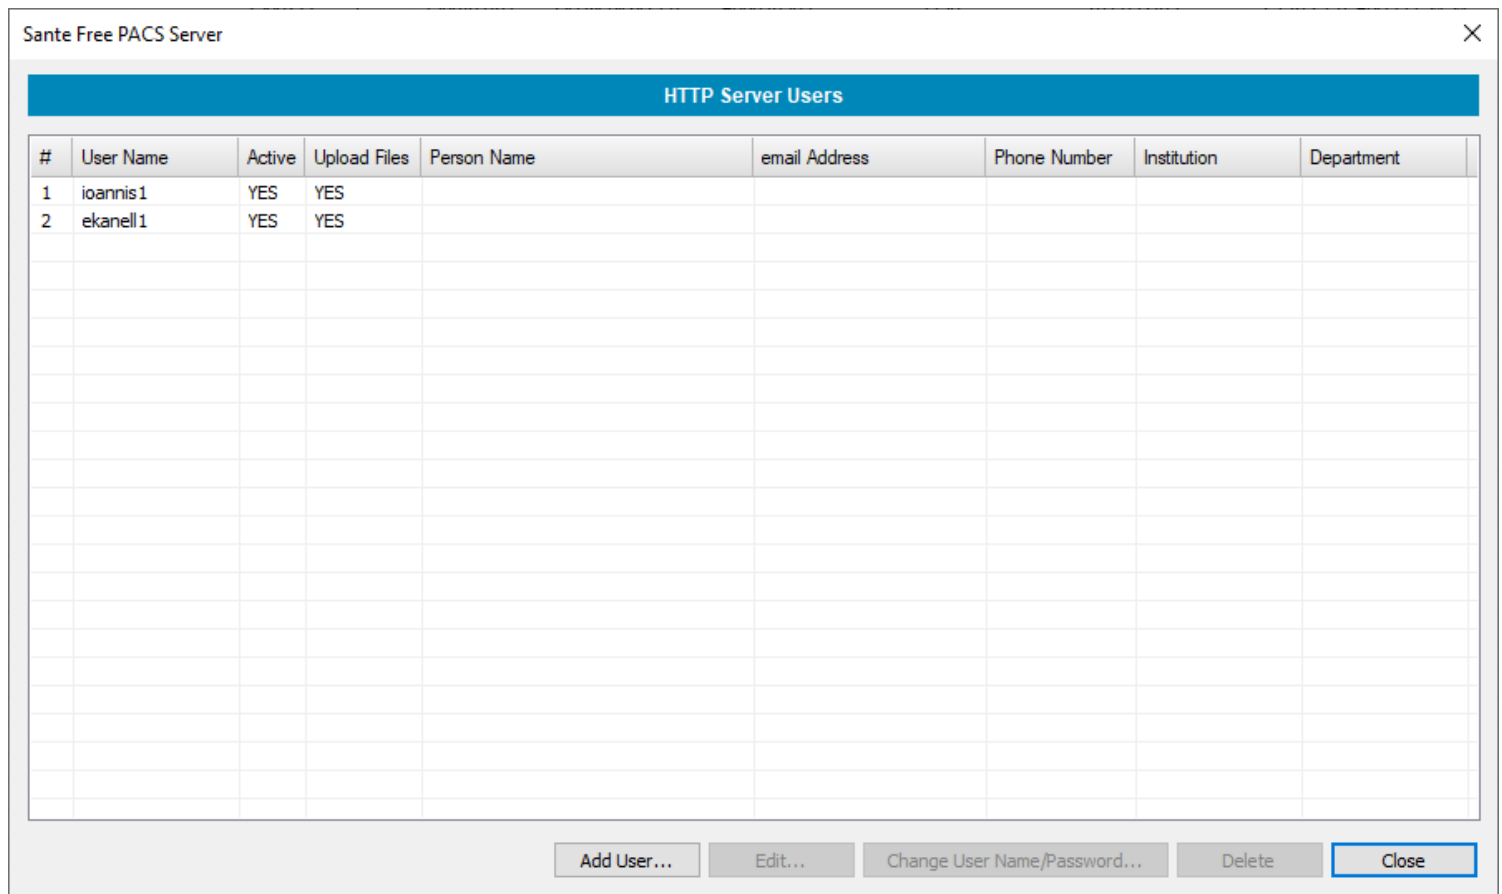 Sante Free PACS Server
HTTP Server Users
# User Name Active Upload Files Person Name email Address Phone Number Institution Department
1 ioannis1 YES YES
2 ekanell1 YES YES
Add User... Edit... Change User Name/Password... Delete Close